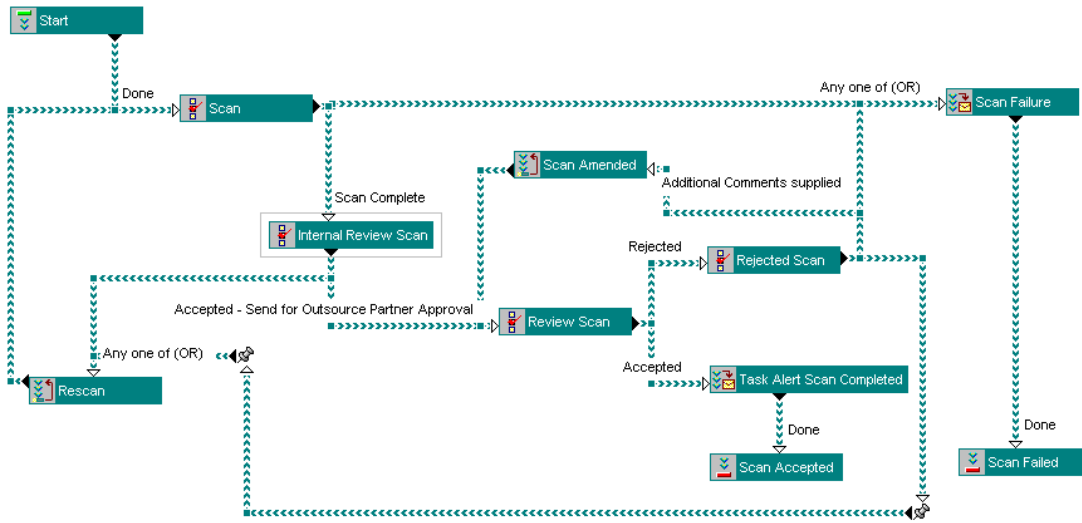 Start
Done
Any one of (OR)
Scan
Scan Failure
Scan Amended
Additional Comments supplied
Scan Complete
Internal Review Scan
Rejected
Rejected Scan
Accepted - Send for Outsource Partner Approval
Review Scan
Any one of (OR)
Accepted
Rescan
Task Alert Scan Completed
Done
Done
Scan Accepted
Scan Failed